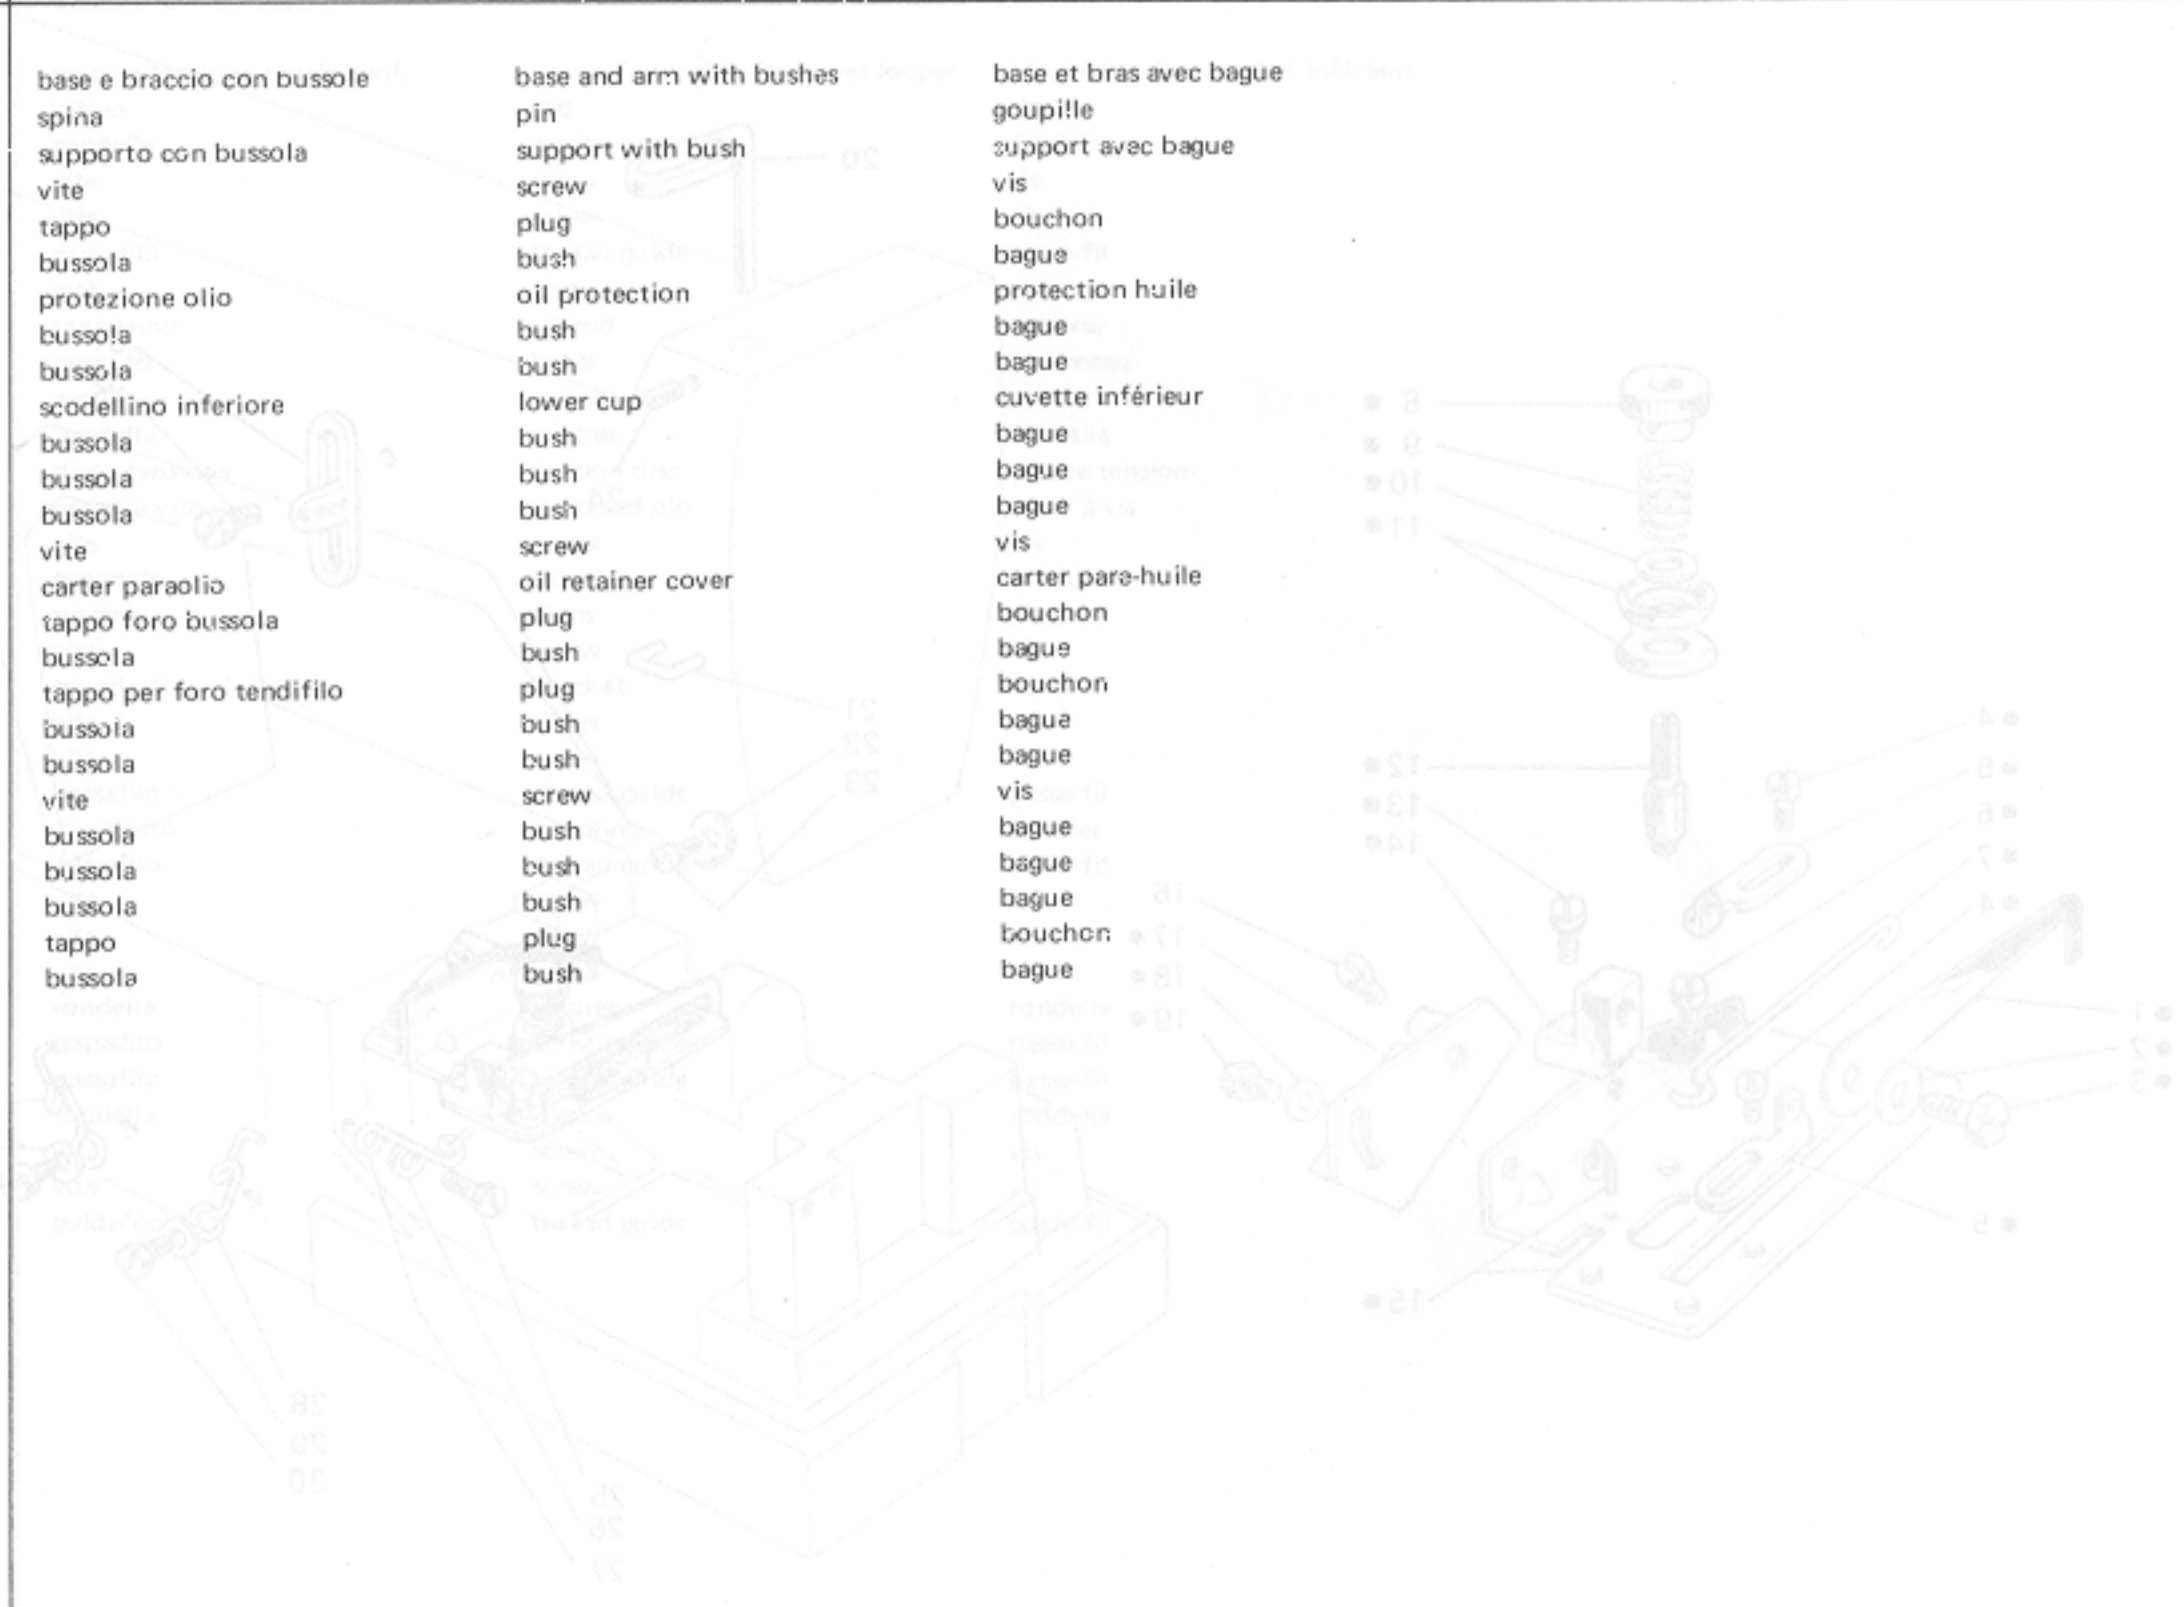 base e braccio con bussole base and arm with bushes base et bras avec bague
spina pin goupille
supporto con bussola support with bush support avec bague
vite screw vis
tappo plug bouchon
bussola bush bague
protezione olio oil protection protection huile
bussola bush bague
bussola bush bague
scodellino inferiore lower cup cuvette inférieur
bussola bush bague
bussola bush bague
bussola bush bague
vite screw vis
carter paraolio oil retainer cover carter para-huile
tappo foro bussola plug bouchon
bussola bush bague
tappo per foro tendifilo plug bouchon
bussola bush bague
bussola bush bague
vite screw vis
bussola bush bague
bussola bush bague
bussola bush bague
tappo plug bouchon
bussola bush bague